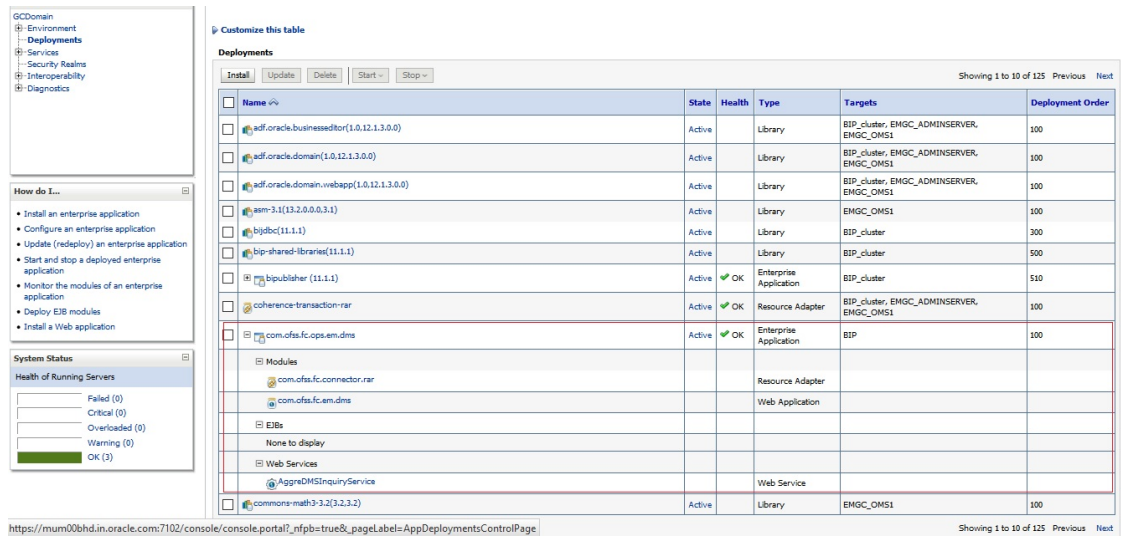 GCDomain
Environment
Deployments
Services
Security Realms
Interoperability
Diagnostics
How do I...
Install an enterprise application
Configure an enterprise application
Update (redeploy) an enterprise application
Start and stop a deployed enterprise
application
Monitor the modules of an enterprise
application
Deploy EJB modules
Install a Web application
System Status
Health of Running Servers
Failed (0)
Critical (0)
Overloaded (0)
Warning (0)
OK (3)
Customize this table
Deployments
Install Update Delete Start Stop Showing 1 to 10 of 125 Previous Next
Name State Health Type Targets Deployment Order
adf.oracle.businesseditor(1.0,12.1.3.0.0) Active Library BIP_cluster, EMGC_ADMINSERVER,
EMGC_OMS1 100
adf.oracle.domain(1.0,12.1.3.0.0) Active Library BIP_cluster, EMGC_ADMINSERVER,
EMGC_OMS1 100
adf.oracle.domain.webapp(1.0,12.1.3.0.0) Active Library BIP_cluster, EMGC_ADMINSERVER,
EMGC_OMS1 100
asm-3.1(13.2.0.0.0,3.1) Active Library EMGC_OMS1 100
bijdbc(11.1.1) Active Library BIP_cluster 300
bip-shared-libraries(11.1.1) Active Library BIP_cluster 500
bipublisher (11.1.1) Active OK Enterprise
Application BIP_cluster 510
coherence-transaction-rar Active OK Resource Adapter BIP_cluster, EMGC_ADMINSERVER,
EMGC_OMS1 100
com.ofss.fc.ops.em.dms Active OK Enterprise
Application BIP 100
Modules
com.ofss.fc.connector.rar Resource Adapter
com.ofss.fc.em.dms Web Application
EJBs
None to display
Web Services
AggreDMSInquiryService Web Service
commons-math3-3.2(3.2,3.2) Active Library EMGC_OMS1 100
https://mum00bhd.in.oracle.com:7102/console/console.portal?_nfpb=true&_pageLabel=AppDeploymentsControlPage
Showing 1 to 10 of 125 Previous Next